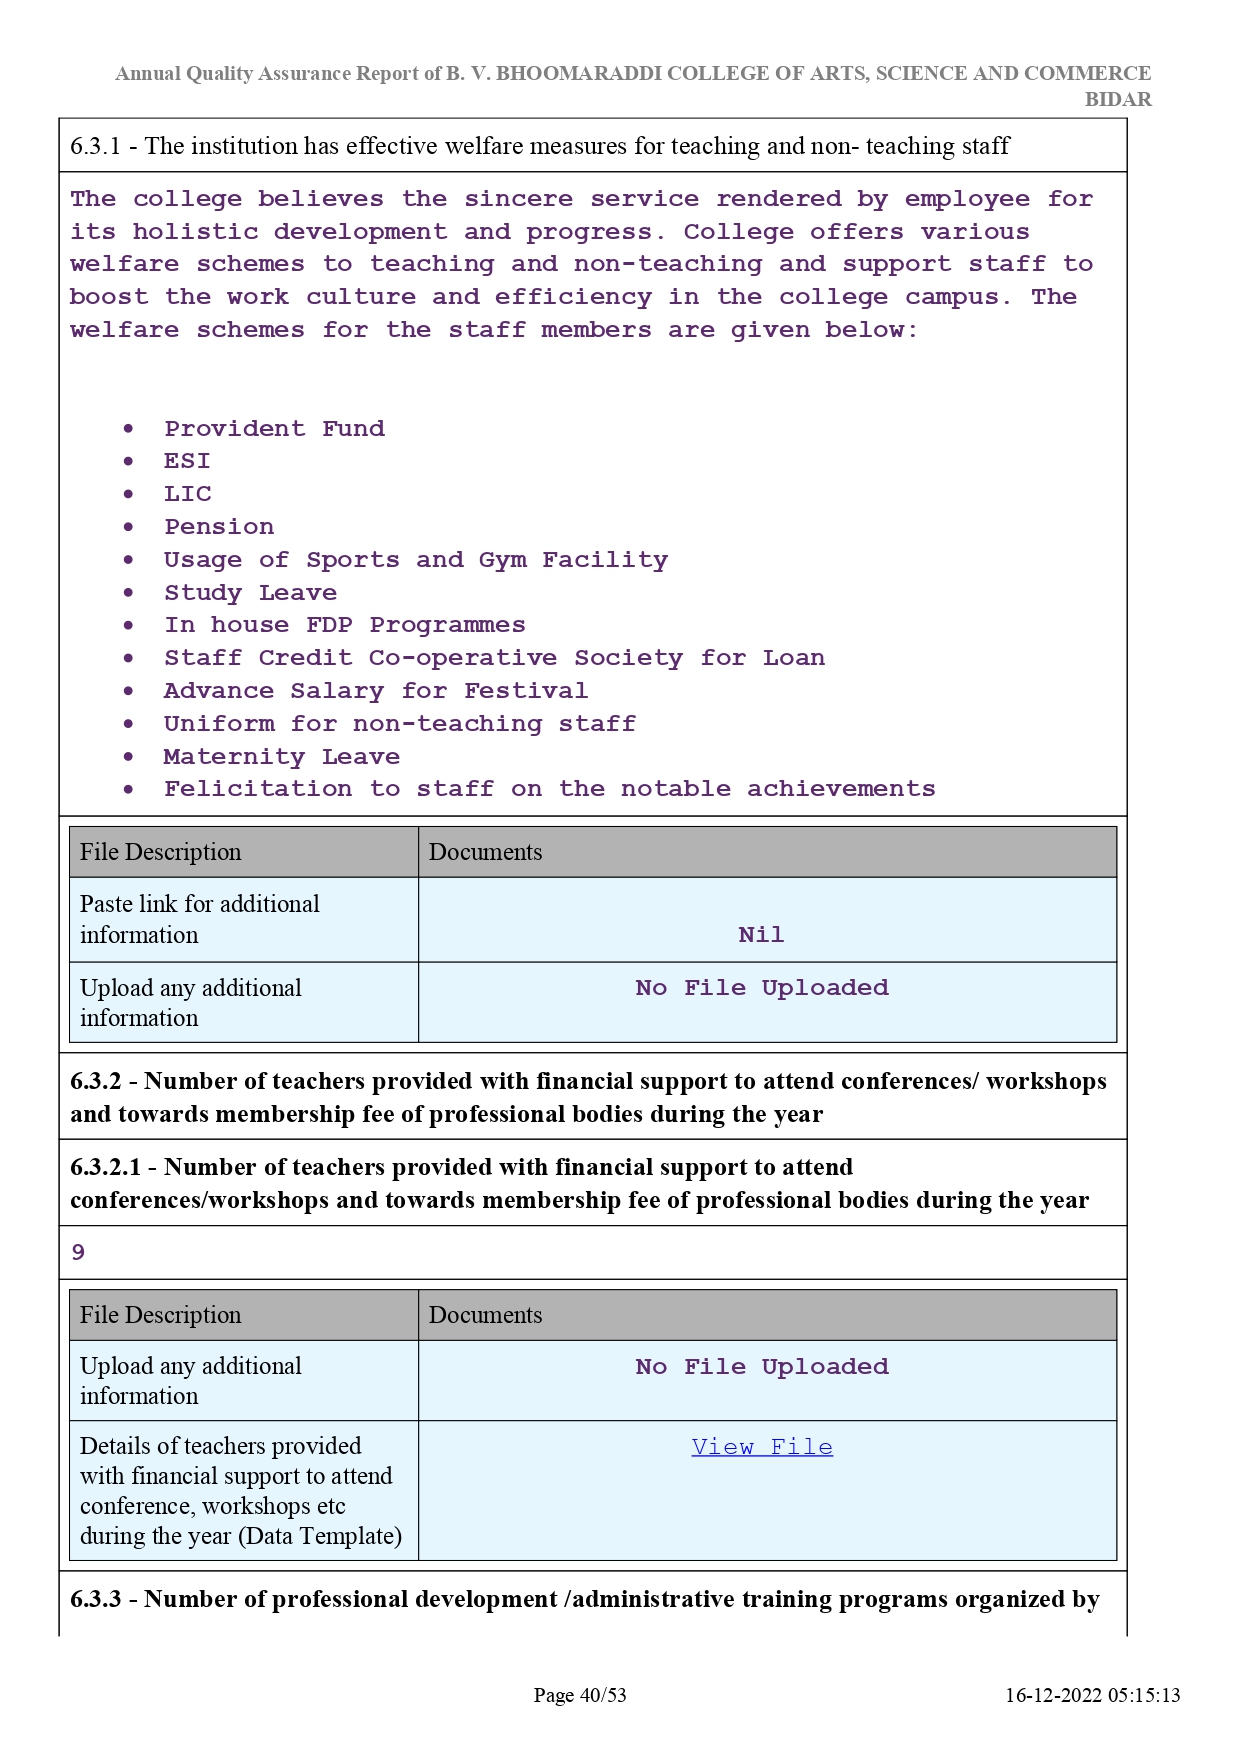 Annual Quality Assurance Report of B. V. BHOOMARADDI COLLEGE OF ARTS, SCIENCE AND COMMERCE
BIDAR
6.3.1 - The institution has effective welfare measures for teaching and non- teaching staff
The college believes the sincere service rendered by employee for
its holistic development and progress. College offers various
welfare schemes to teaching and non-teaching and support staff to
boost the work culture and efficiency in the college campus. The
welfare schemes for the staff members are given below:
• Provident Fund
• ESI
• LIC
• Pension
• Usage of Sports and Gym Facility
• Study Leave
• In house FDP Programmes
• Staff Credit Co-operative Society for Loan
• Advance Salary for Festival
• Uniform for non-teaching staff
• Maternity Leave
• Felicitation to staff on the notable achievements
File Description Documents
Paste link for additional
information Nil
Upload any additional No File Uploaded
information
6.3.2 - Number of teachers provided with financial support to attend conferences/ workshops
and towards membership fee of professional bodies during the year
6.3.2.1 - Number of teachers provided with financial support to attend
conferences/workshops and towards membership fee of professional bodies during the year
9
File Description Documents
Upload any additional No File Uploaded
information
Details of teachers provided View File
with financial support to attend
conference, workshops etc
during the year (Data Template)
6.3.3 - Number of professional development /administrative training programs organized by
Page 40/53 16-12-2022 05:15:13